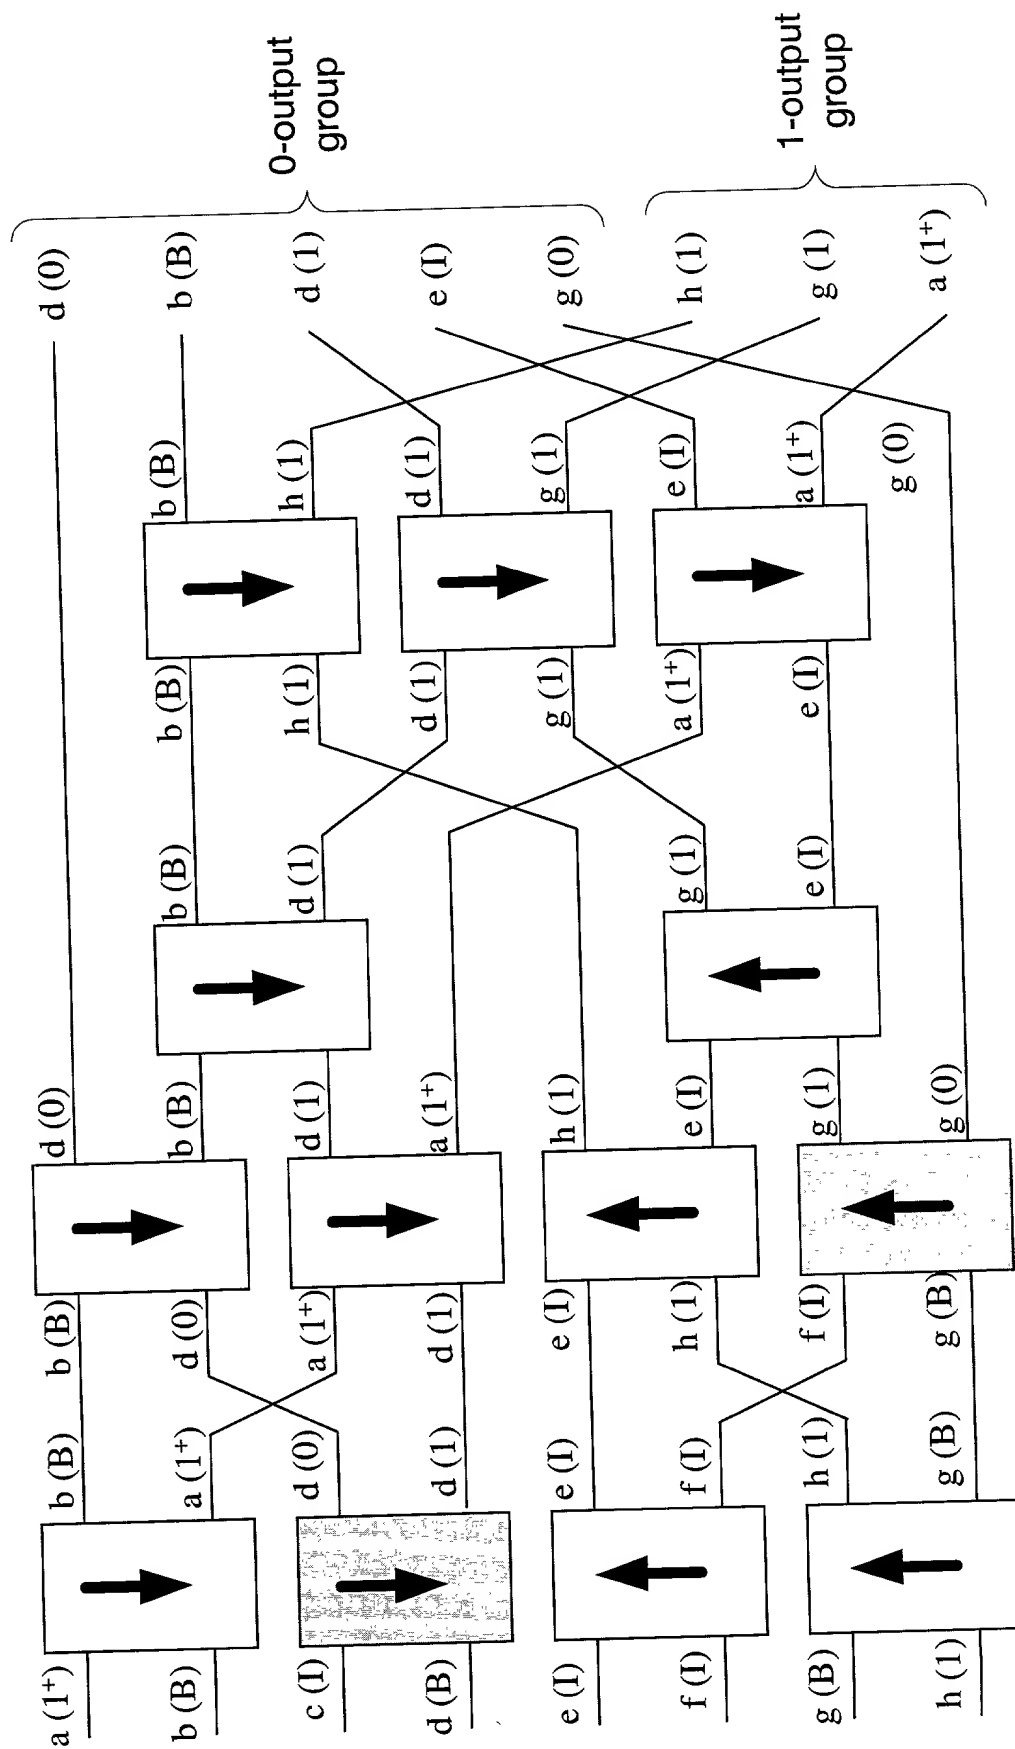 a (1+)
b (B)
c (I)
d (B)
e (I)
f (I)
g (B)
h (1)
b (B)
a (1+)
d (0)
d (1)
e (I)
f (I)
h (1)
g (B)
b (B)
d (0)
a (1+)
d (1)
e (I)
h (1)
f (I)
g (B)
d (0)
b (B)
d (1)
a (1+)
h (1)
e (I)
g (1)
g (0)
b (B)
d (1)
g (1)
e (I)
b (B)
h (1)
d (1)
g (1)
a (1+)
e (I)
b (B)
h (1)
d (1)
g (1)
e (I)
a (1+)
g (0)
d (0)
b (B)
d (1)
e (I)
g (0)
h (1)
g (1)
a (1+)
0-output
group
1-output
group